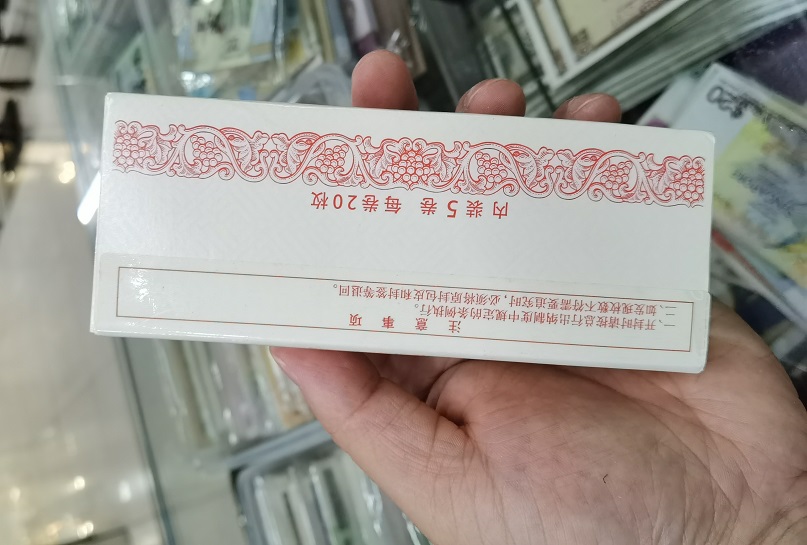 注意事项
一、开封时请按总行出纳制度中规定的条例执行。
二、如发现枚数不符需要追究时，必须将原封包皮和封签等退回。
内装5卷 每卷20枚
20